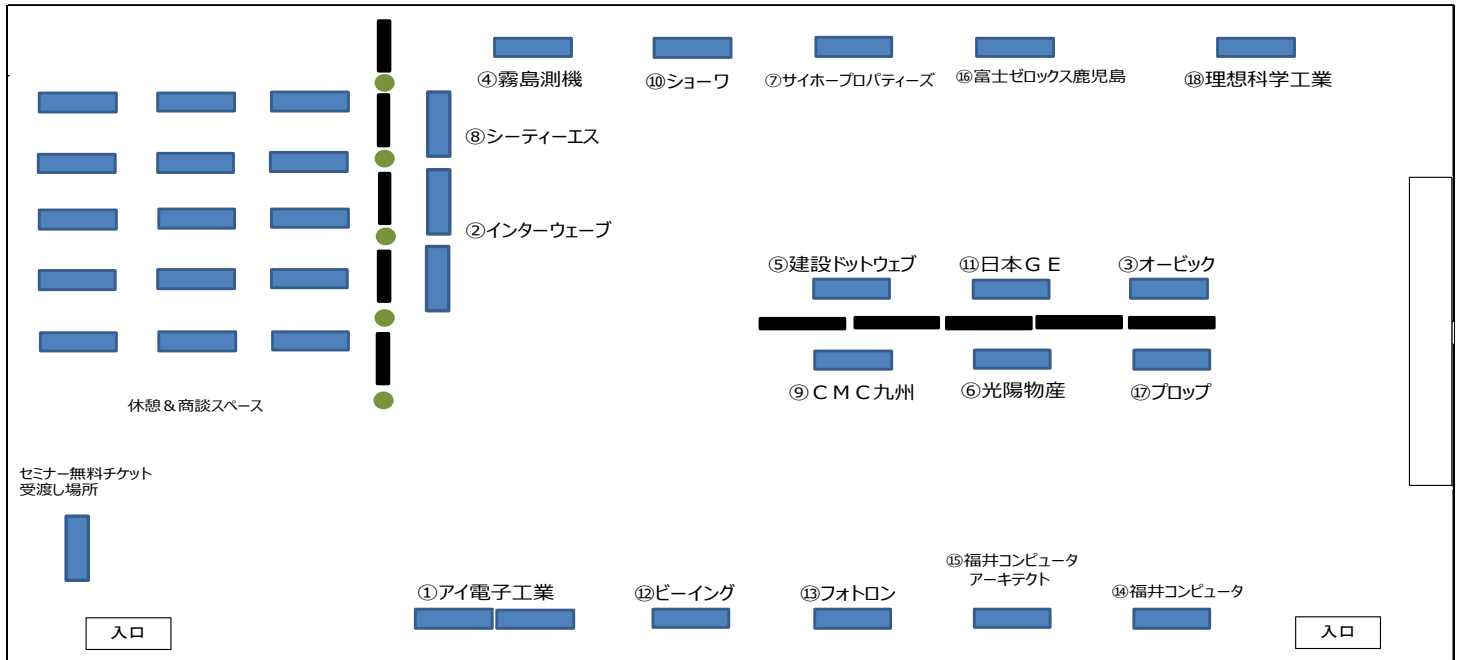 ④霧島測機
⑩ショーワ
⑦サイホープロパティーズ
⑯富士ゼロックス鹿児島
⑱理想科学工業
⑧シーティーエス
②インターウェーブ
⑤建設ドットウェブ
⑪日本ＧＥ
③オービック
⑨ＣＭＣ九州
⑥光陽物産
⑰プロップ
休憩＆商談スペース
セミナー無料チケット
受渡し場所
①アイ電子工業
⑫ビーイング
⑬フォトロン
⑮福井コンピュータ
アーキテクト
⑭福井コンピュータ
入口
入口